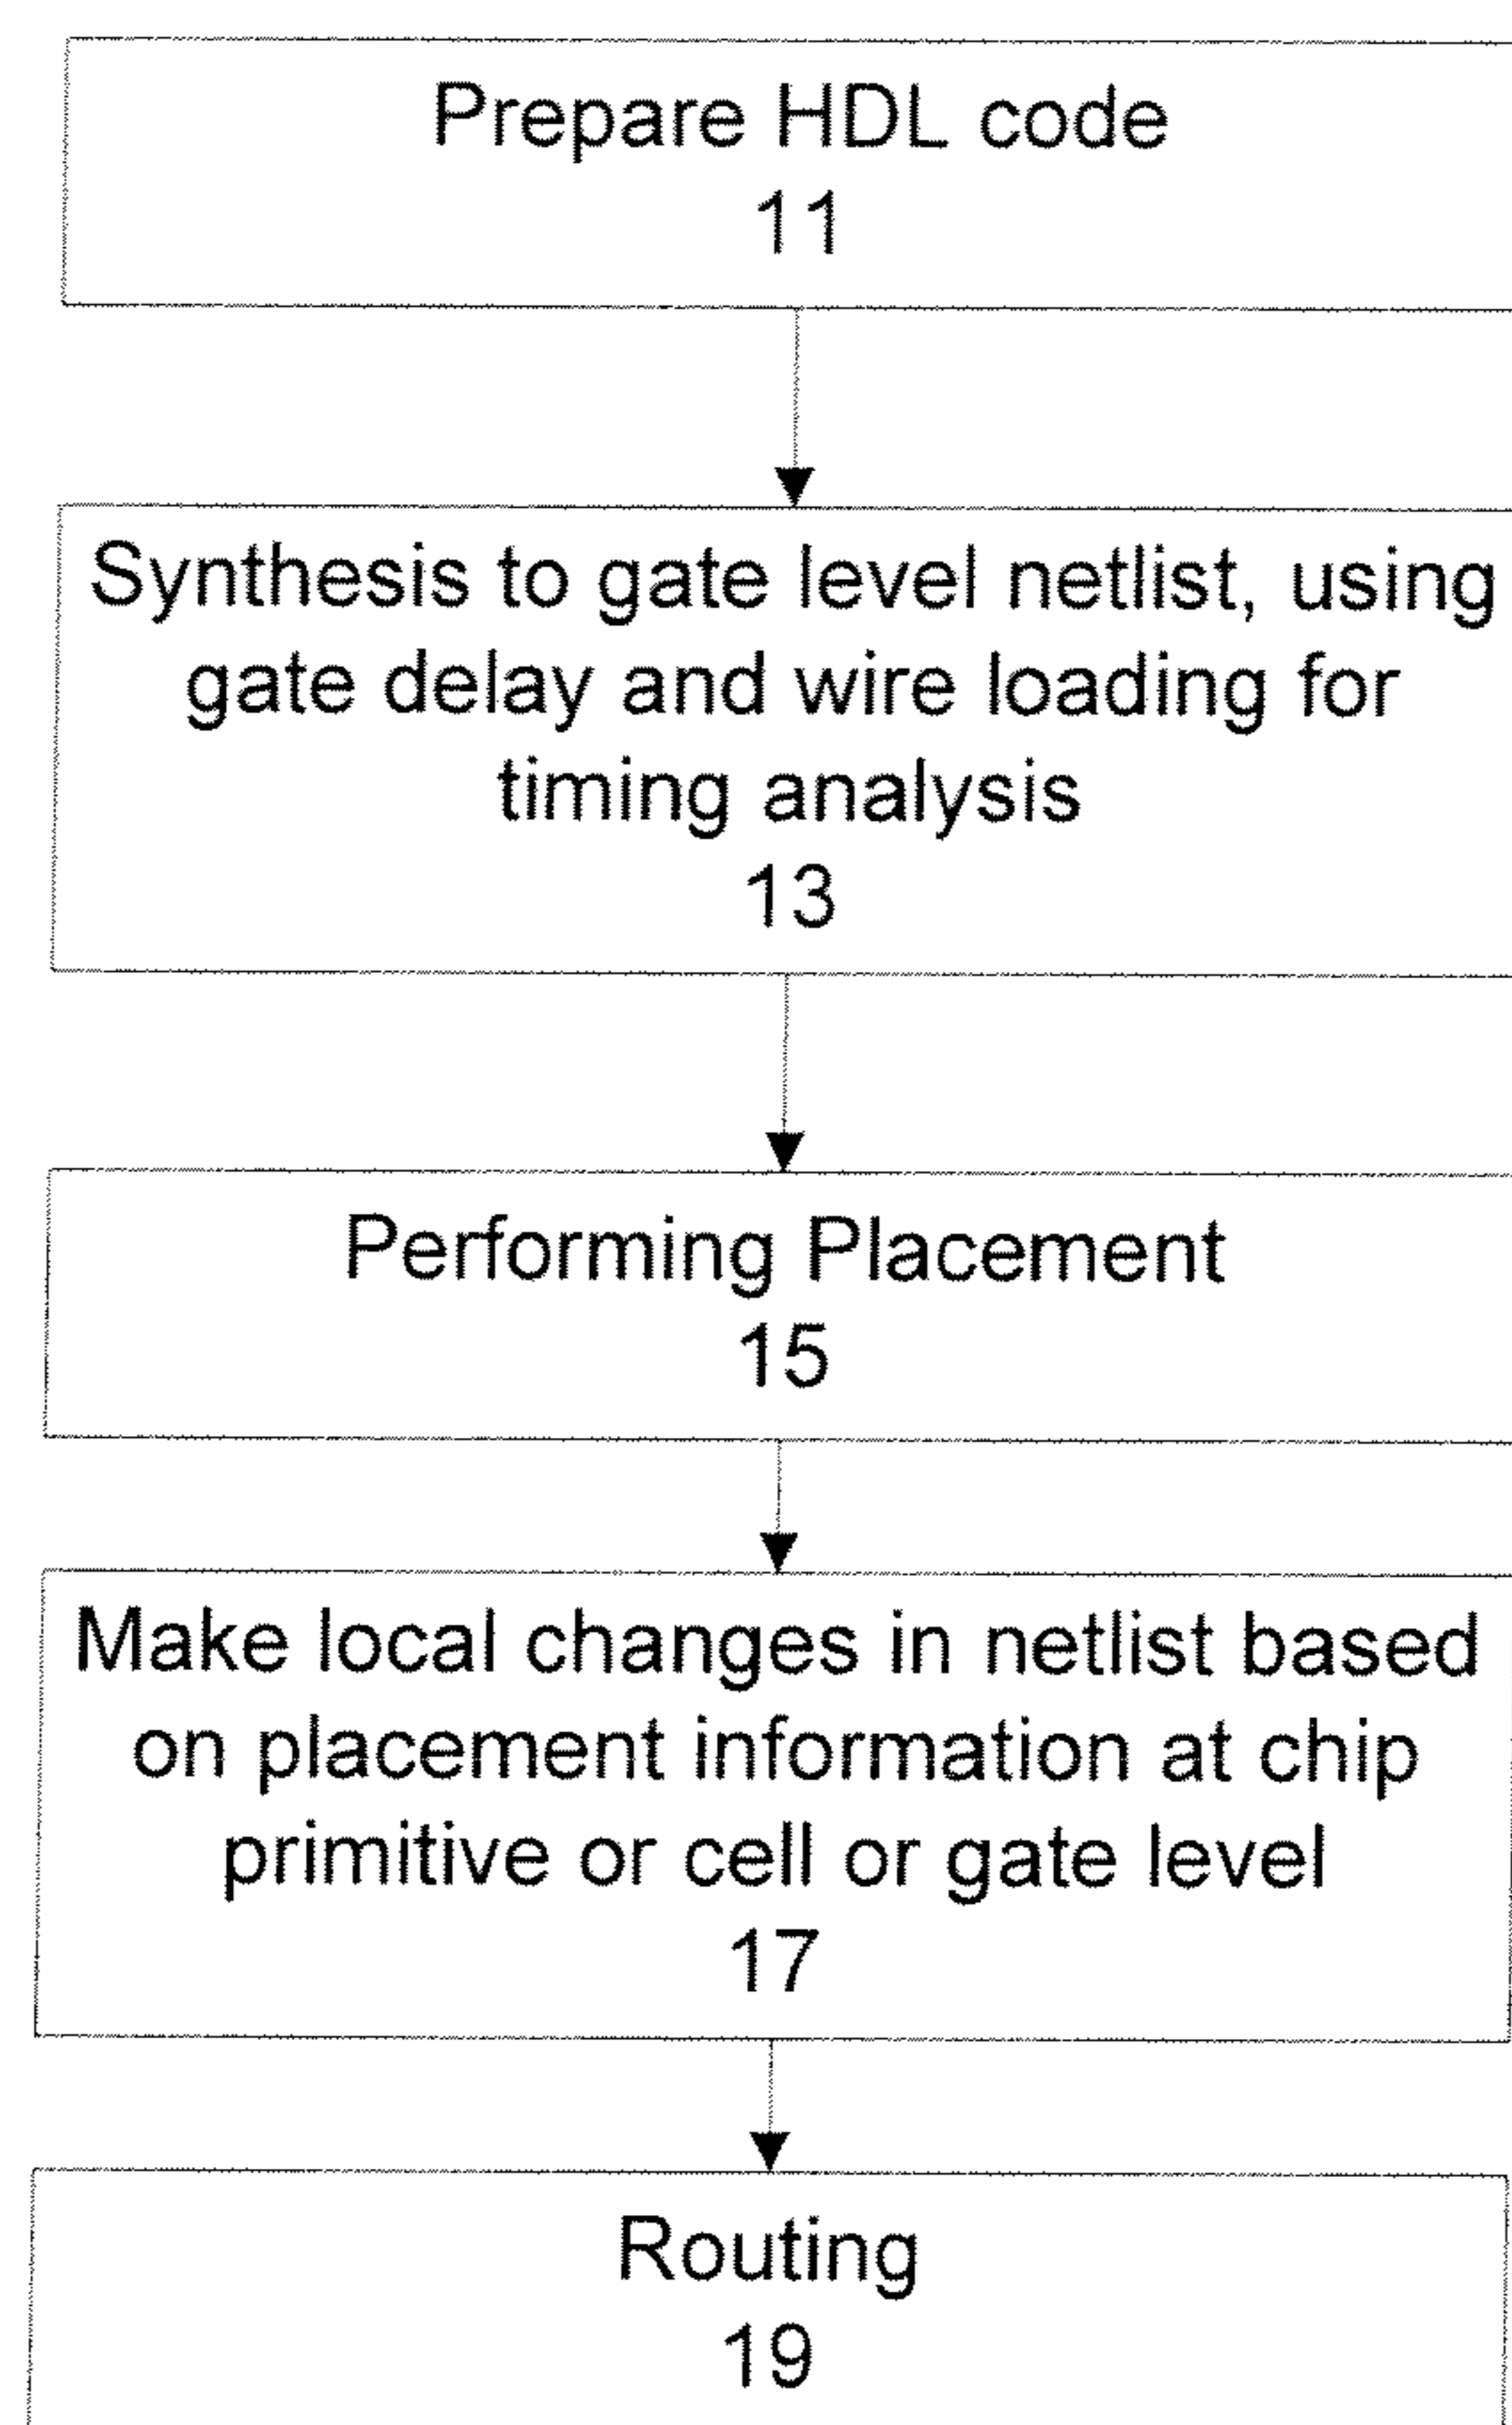 Prepare HDL code
11
Synthesis to gate level netlist, using
gate delay and wire loading for
timing analysis
13
Performing Placement
15
Make local changes in netlist based
on placement information at chip
primitive or cell or gate level
17
Routing
19